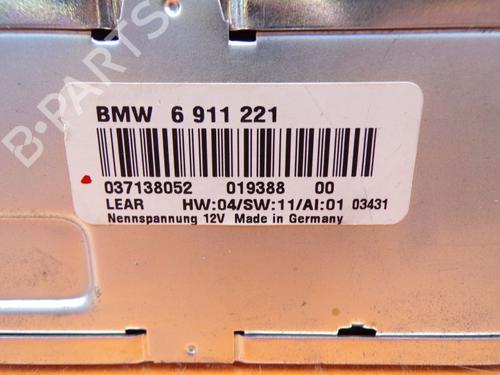 B-PARTS
BMW 6 911 221
037138052 019388 00
LEAR HW:04/SW:11/AI:01 03431
Nennspannung 12V Made in Germany